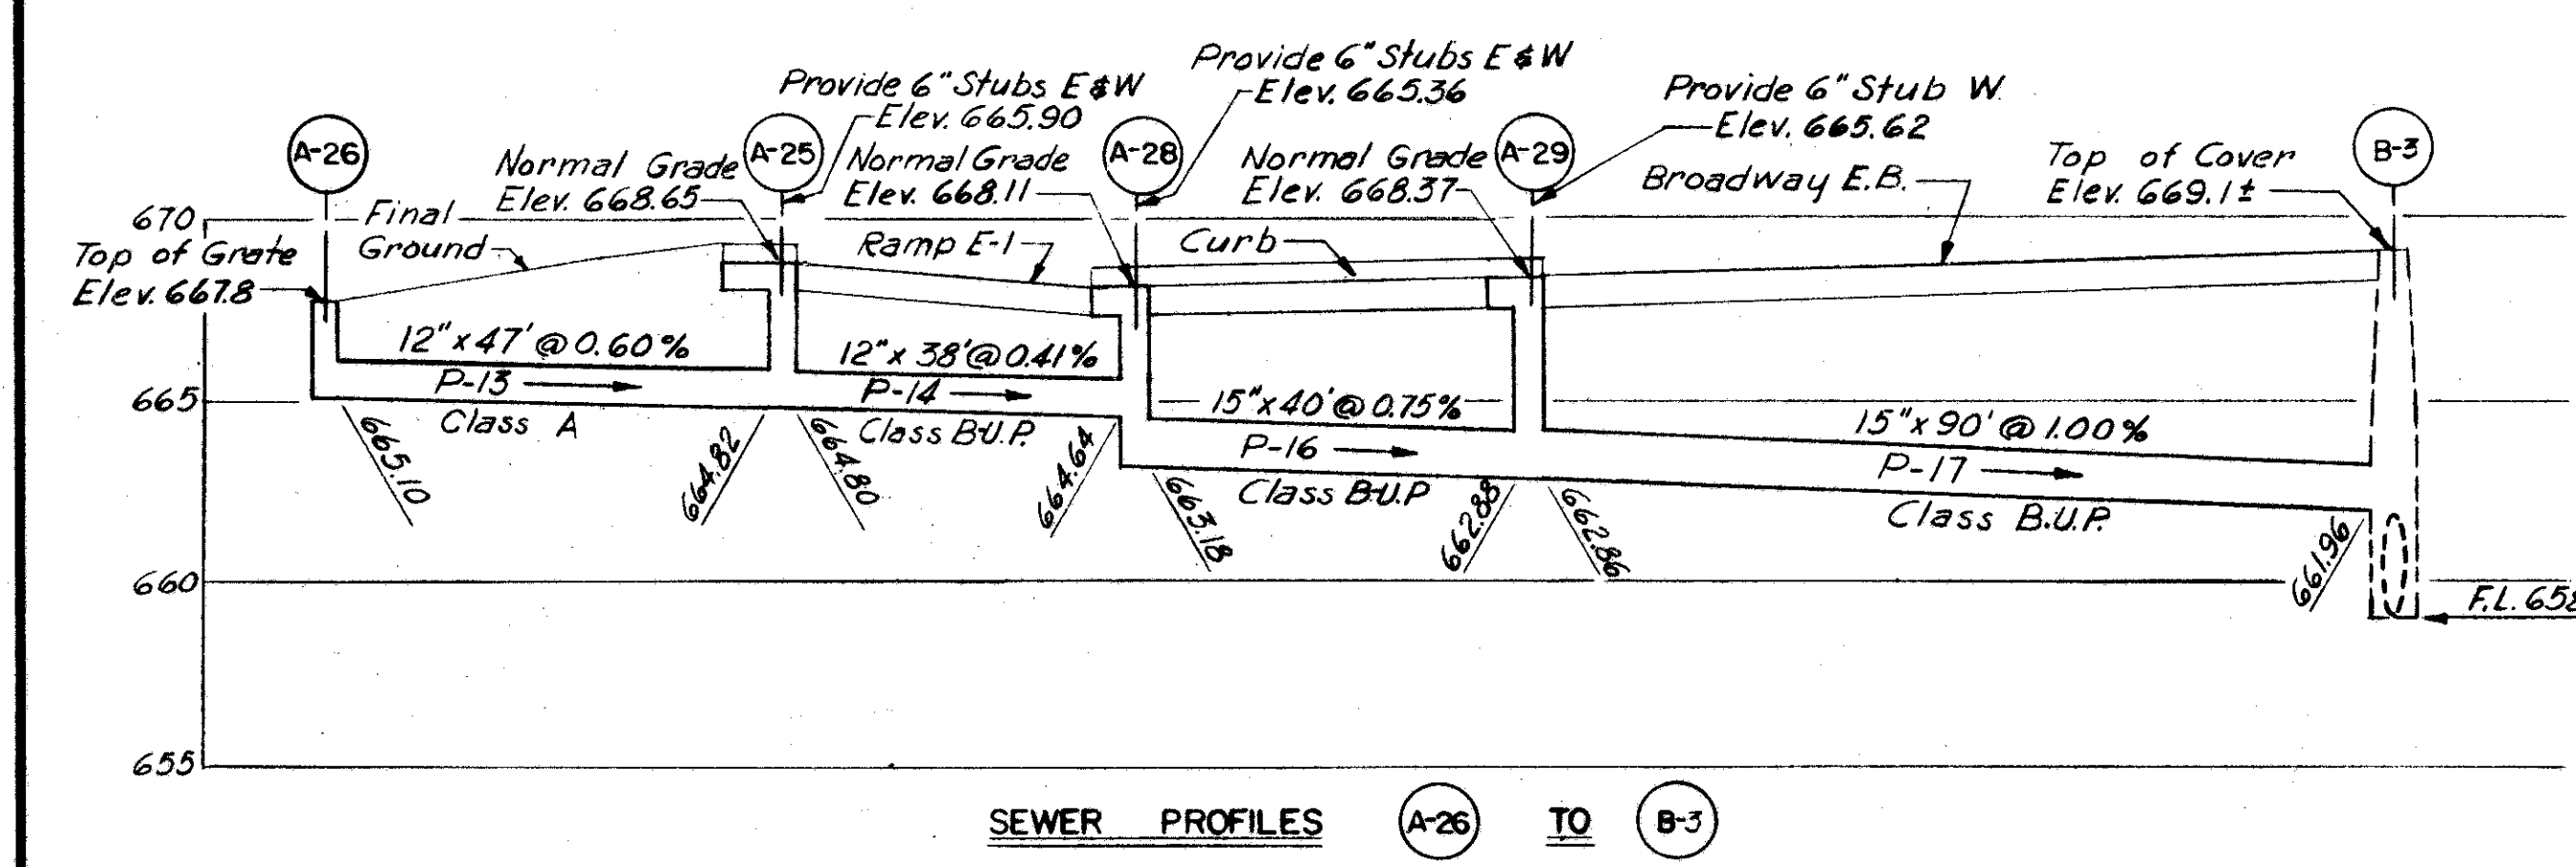 Provide 6" Stubs E & W
Elev. 665.90
Provide 6" Stubs E & W
Elev. 665.36
Provide 6" Stub W.
Elev. 665.62
A-26
A-25
A-28
A-29
B-3
Normal Grade
Elev. 668.65
Normal Grade
Elev. 668.11
Normal Grade
Elev. 668.37
Broadway E.B.
Top of Cover
Elev. 669.1±
670
Final
Ground
Top of Grate
Elev. 667.8
Ramp E-1
Curb
12" x 47' @ 0.60%
P-13
Class A
12" x 38' @ 0.41%
P-14
Class B-U.P.
15" x 40' @ 0.75%
P-16
Class B-U.P
15" x 90' @ 1.00%
P-17
Class B.U.P.
665
665.10
664.82
664.80
664.64
663.18
662.88
662.86
661.96
660
F.L. 658
655
SEWER PROFILES A-26 TO B-3